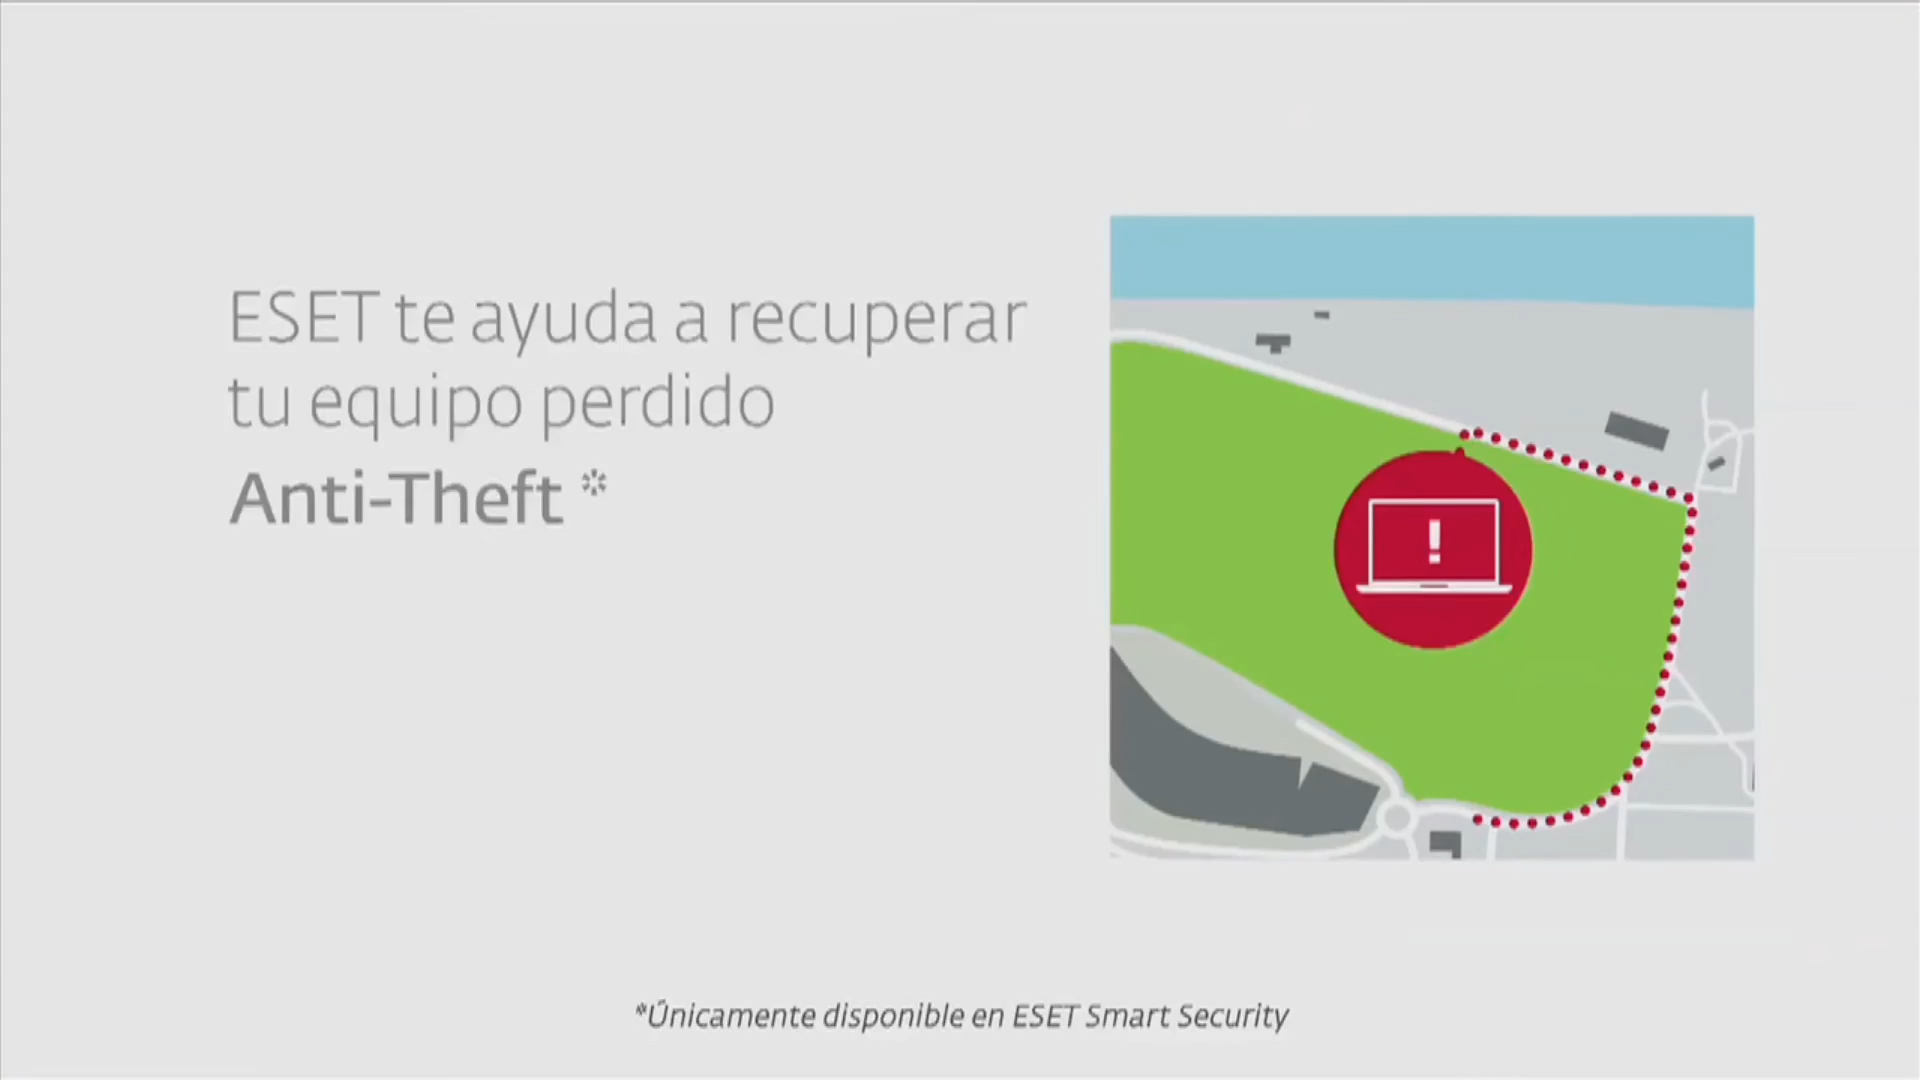 ESET te ayuda a recuperar
tu equipo perdido
Anti-Theft *
!
*Únicamente disponible en ESET Smart Security